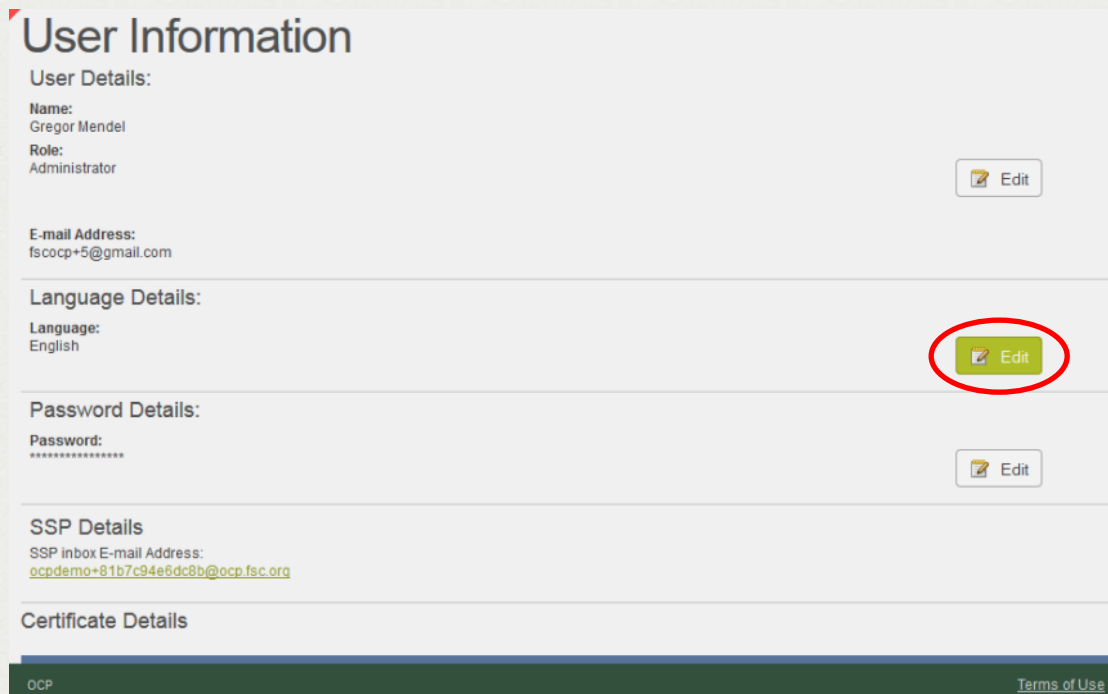 User Information
User Details:
Name:
Gregor Mendel
Role:
Administrator
Edit
E-mail Address:
fscocp+5@gmail.com
Language Details:
Language:
English
Edit
Password Details:
Password:
****************
Edit
SSP Details
SSP inbox E-mail Address:
ocpdemo+81b7c94e6dc8b@ocp.fsc.org
Certificate Details
OCP
Terms of Use